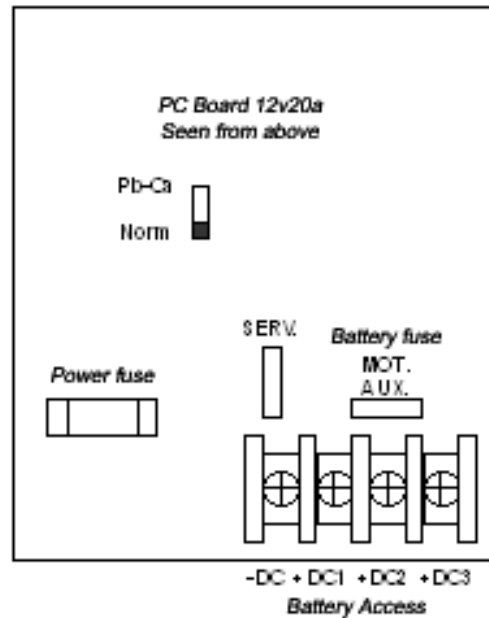 PC Board 12v20a
Seen from above
Pb-Ca
Norm
SERV.
Battery fuse
MOT.
AUX.
Power fuse
-DC + DC1 + DC2 + DC3
Battery Access